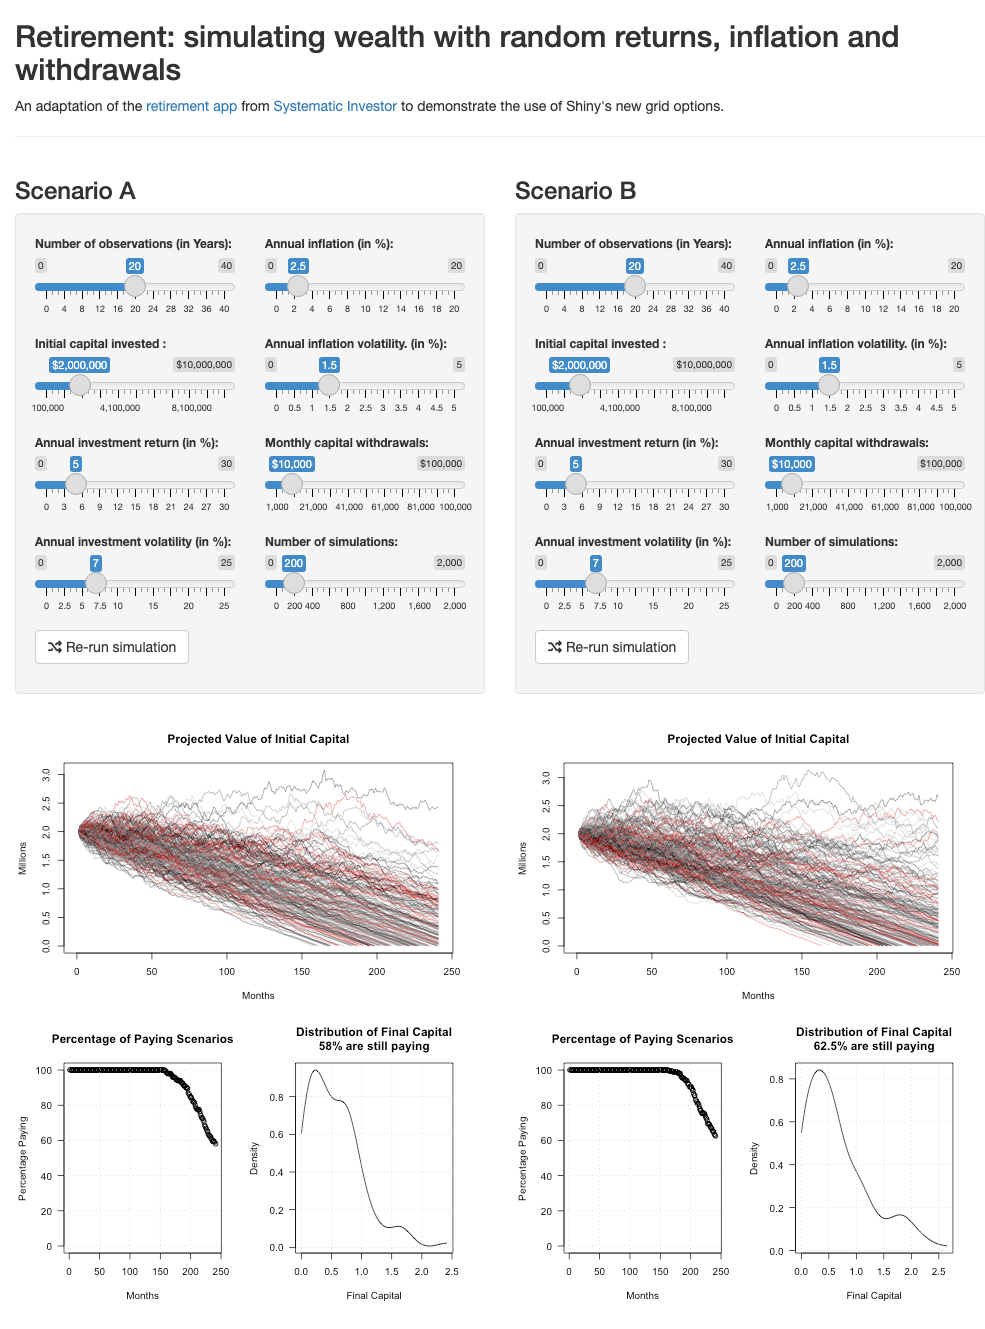 Retirement: simulating wealth with random returns, inflation and
withdrawals
An adaptation of the retirement app from Systematic Investor to demonstrate the use of Shiny's new grid options.
Scenario A
Number of observations (in Years):
0 20 40
0 4 8 12 16 20 24 28 32 36 40
Annual inflation (in %):
0 2.5 20
0 2 4 6 8 10 12 14 16 18 20
Initial capital invested :
$2,000,000 $10,000,000
100,000 4,100,000 8,100,000
Annual inflation volatility. (in %):
0 1.5 5
0 0.5 1 1.5 2 2.5 3 3.5 4 4.5 5
Annual investment return (in %):
0 5 30
0 3 6 9 12 15 18 21 24 27 30
Monthly capital withdrawals:
$10,000 $100,000
1,000 21,000 41,000 61,000 81,000 100,000
Annual investment volatility (in %):
0 7 25
0 2.5 5 7.5 10 15 20 25
Number of simulations:
0 200 2,000
0 200 400 800 1,200 1,600 2,000
Re-run simulation
Scenario B
Number of observations (in Years):
0 20 40
0 4 8 12 16 20 24 28 32 36 40
Annual inflation (in %):
0 2.5 20
0 2 4 6 8 10 12 14 16 18 20
Initial capital invested :
$2,000,000 $10,000,000
100,000 4,100,000 8,100,000
Annual inflation volatility. (in %):
0 1.5 5
0 0.5 1 1.5 2 2.5 3 3.5 4 4.5 5
Annual investment return (in %):
0 5 30
0 3 6 9 12 15 18 21 24 27 30
Monthly capital withdrawals:
$10,000 $100,000
1,000 21,000 41,000 61,000 81,000 100,000
Annual investment volatility (in %):
0 7 25
0 2.5 5 7.5 10 15 20 25
Number of simulations:
0 200 2,000
0 200 400 800 1,200 1,600 2,000
Re-run simulation
Projected Value of Initial Capital
Millions
3.0
2.5
2.0
1.5
1.0
0.5
0.0
0 50 100 150 200 250
Months
Percentage of Paying Scenarios
Percentage Paying
100
80
60
40
20
0
0 50 100 150 200 250
Months
Distribution of Final Capital
58% are still paying
Density
0.8
0.6
0.4
0.2
0.0
0.0 0.5 1.0 1.5 2.0 2.5
Final Capital
Projected Value of Initial Capital
Millions
3.0
2.5
2.0
1.5
1.0
0.5
0.0
0 50 100 150 200 250
Months
Percentage of Paying Scenarios
Percentage Paying
100
80
60
40
20
0
0 50 100 150 200 250
Months
Distribution of Final Capital
62.5% are still paying
Density
0.8
0.6
0.4
0.2
0.0
0.0 0.5 1.0 1.5 2.0 2.5
Final Capital